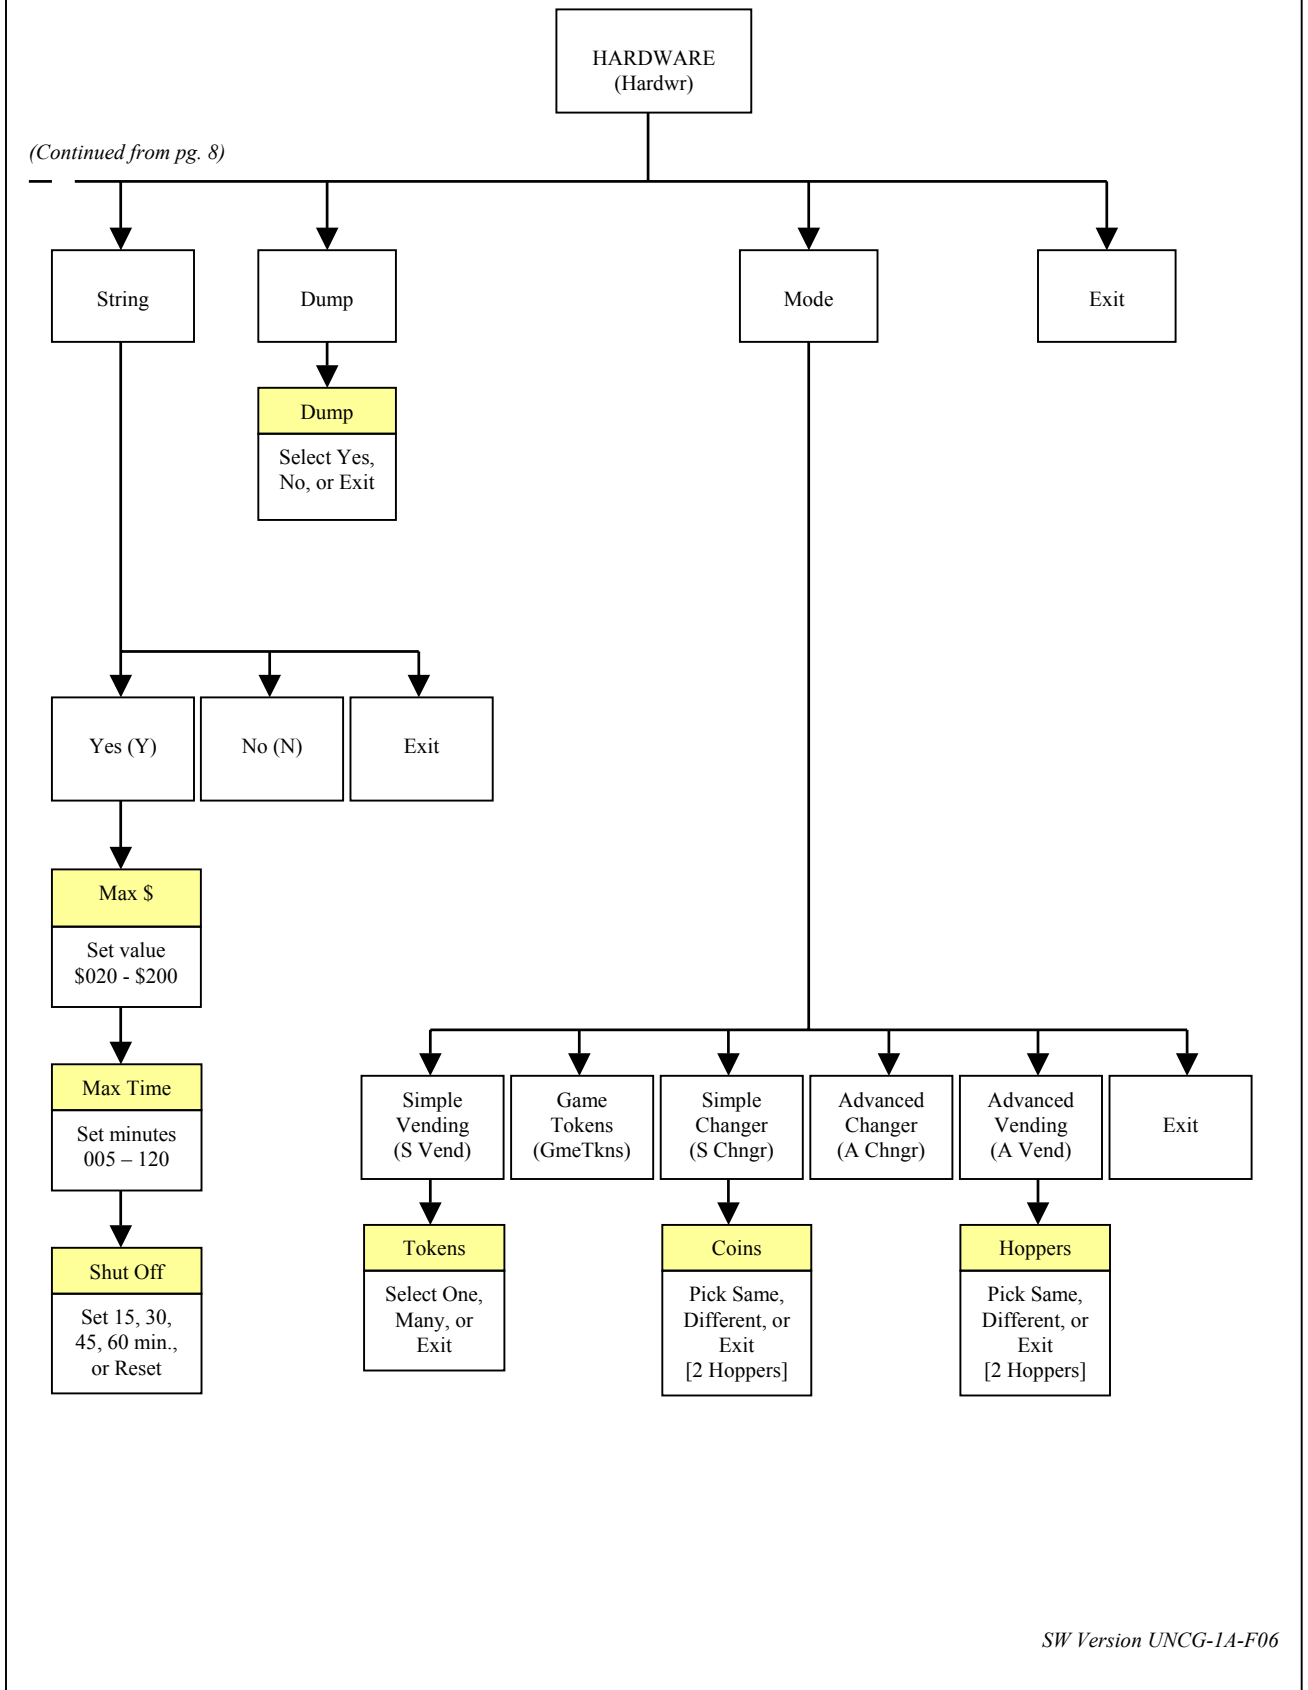 HARDWARE
(Hardwr)
(Continued from pg. 8)
String
Dump
Mode
Exit
Dump
Select Yes,
No, or Exit
Yes (Y)
No (N)
Exit
Max $
Set value
$020 - $200
Max Time
Set minutes
005 – 120
Shut Off
Set 15, 30,
45, 60 min.,
or Reset
Simple
Vending
(S Vend)
Game
Tokens
(GmeTkns)
Simple
Changer
(S Chngr)
Advanced
Changer
(A Chngr)
Advanced
Vending
(A Vend)
Exit
Tokens
Select One,
Many, or
Exit
Coins
Pick Same,
Different, or
Exit
[2 Hoppers]
Hoppers
Pick Same,
Different, or
Exit
[2 Hoppers]
SW Version UNCG-1A-F06